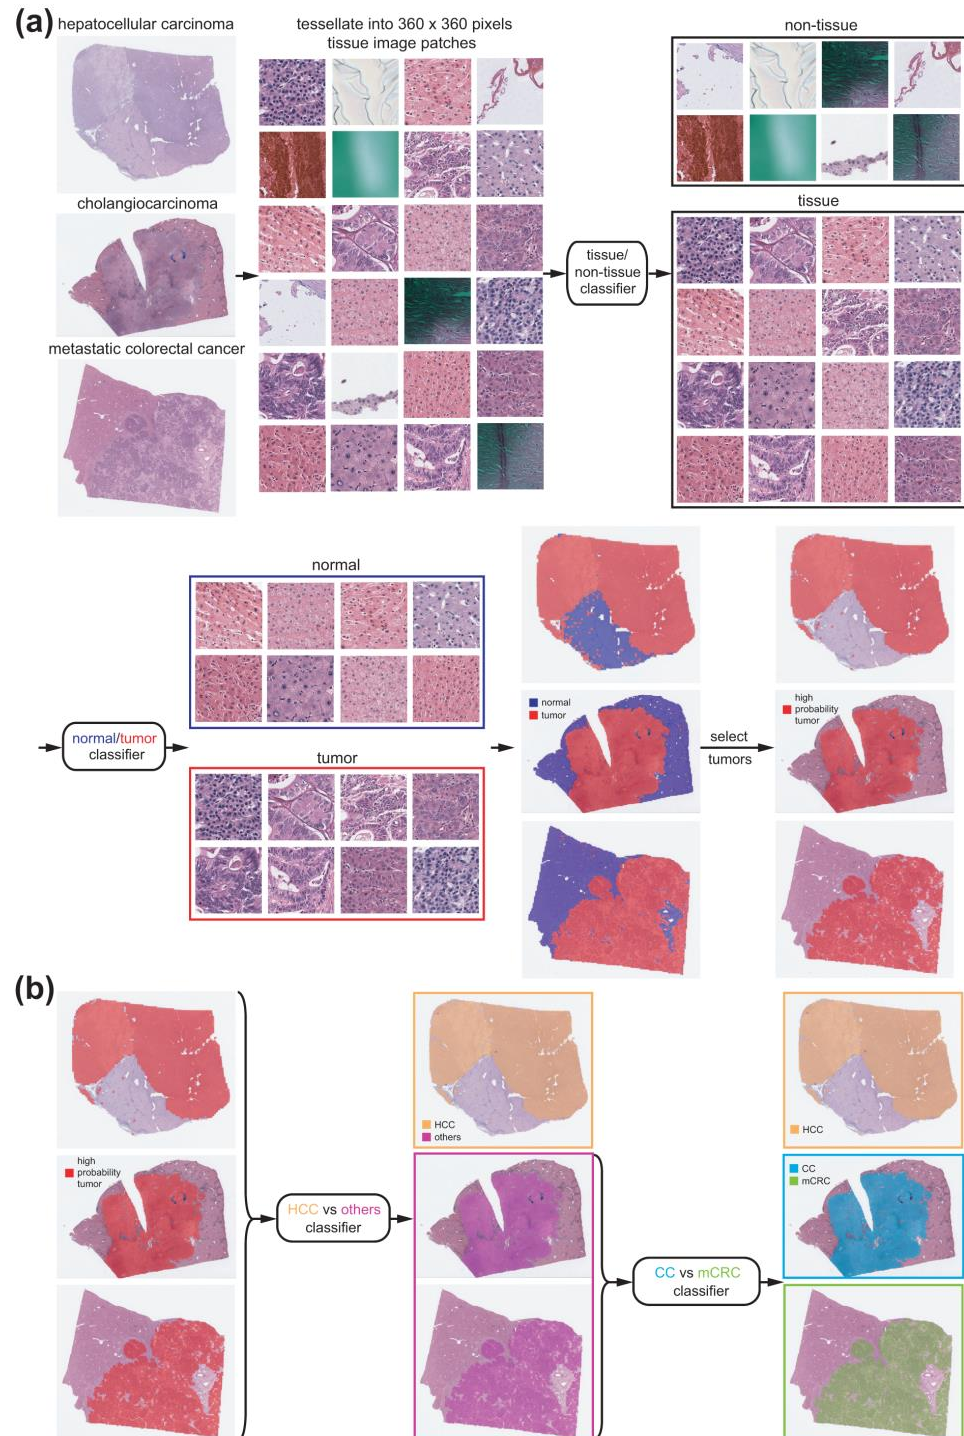 (a)
hepatocellular carcinoma
tessellate into 360 x 360 pixels
tissue image patches
non-tissue
cholangiocarcinoma
tissue
tissue/
non-tissue
classifier
metastatic colorectal cancer
normal
normal/tumor
classifier
tumor
normal
tumor
select
tumors
high
probability
tumor
(b)
HCC
others
HCC
high
probability
tumor
HCC vs others
classifier
CC
mCRC
CC vs mCRC
classifier